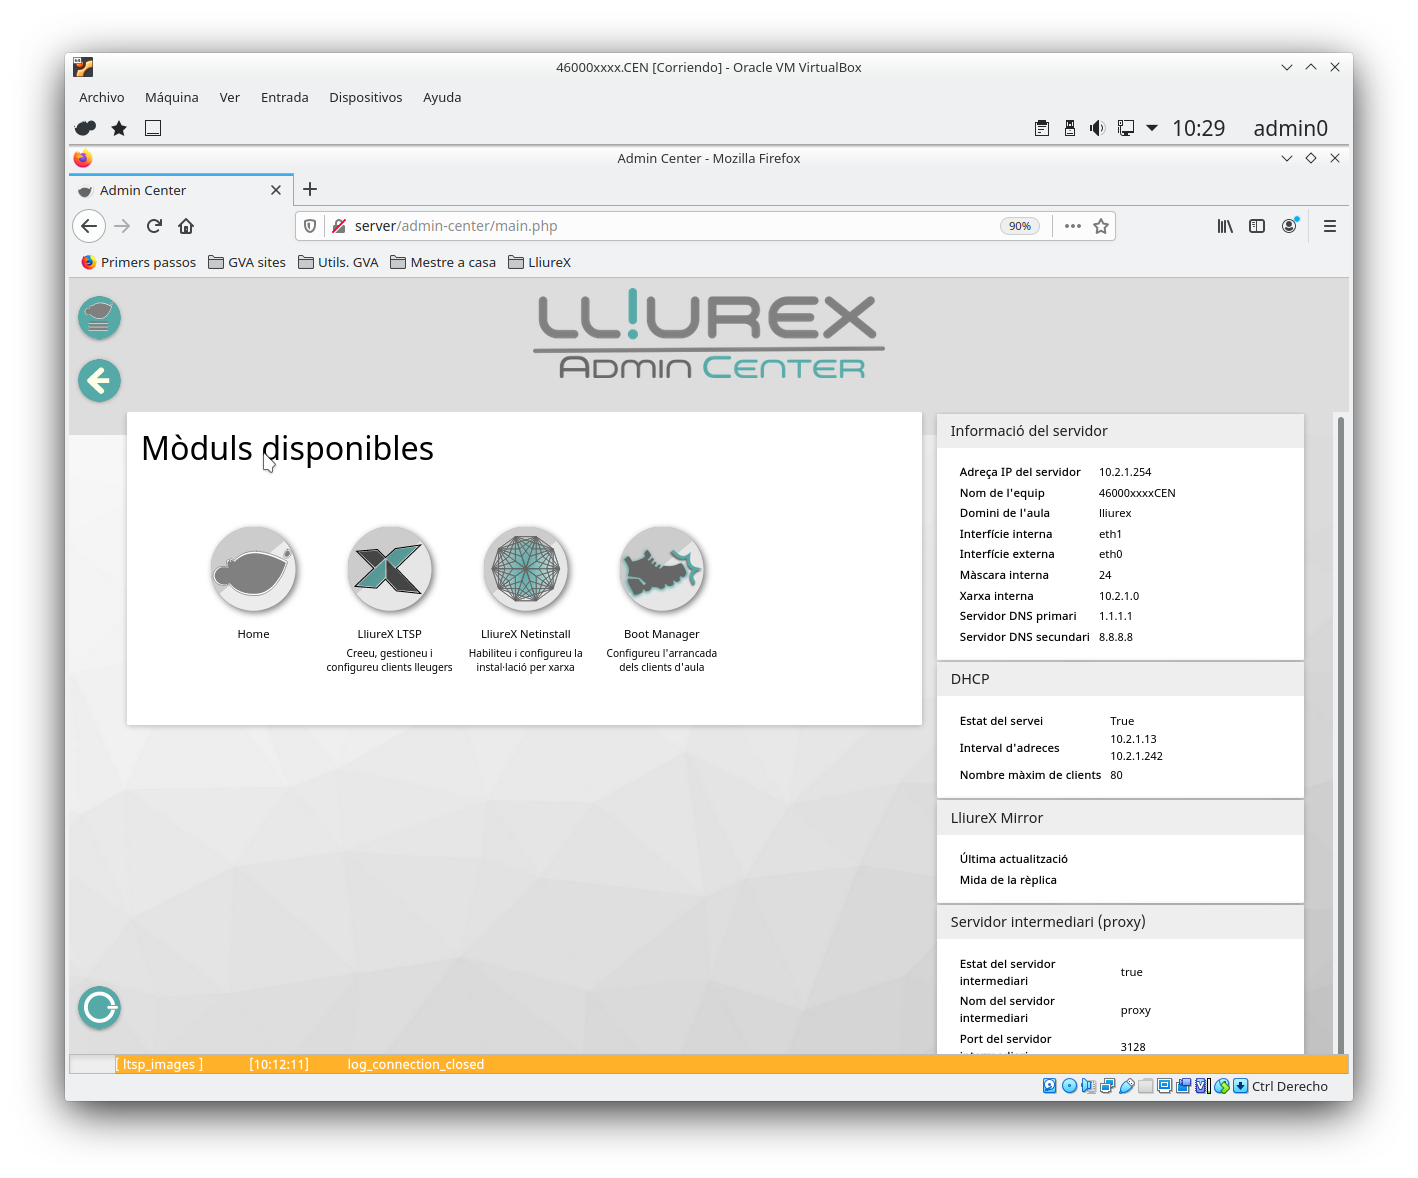 46000xxxx.CEN [Corriendo] - Oracle VM VirtualBox
Archivo Máquina Ver Entrada Dispositivos Ayuda
10:29 admin0
Admin Center - Mozilla Firefox
Admin Center
server/admin-center/main.php 90%
Primers passos GVA sites Utils. GVA Mestre a casa LliureX
LL!UREX
ADMIN CENTER
Mòduls disponibles
Home
LliureX LTSP
Creeu, gestioneu i
configureu clients lleugers
LliureX Netinstall
Habiliteu i configureu la
instal·lació per xarxa
Boot Manager
Configureu l'arrancada
dels clients d'aula
Informació del servidor
Adreça IP del servidor 10.2.1.254
Nom de l'equip 46000xxxxCEN
Domini de l'aula lliurex
Interfície interna eth1
Interfície externa eth0
Màscara interna 24
Xarxa interna 10.2.1.0
Servidor DNS primari 1.1.1.1
Servidor DNS secundari 8.8.8.8
DHCP
Estat del servei True
Interval d'adreces 10.2.1.13
10.2.1.242
Nombre màxim de clients 80
LliureX Mirror
Última actualització
Mida de la rèplica
Servidor intermediari (proxy)
Estat del servidor
intermediari true
Nom del servidor
intermediari proxy
Port del servidor
3128
[ ltsp_images ] [10:12:11] log_connection_closed
Ctrl Derecho